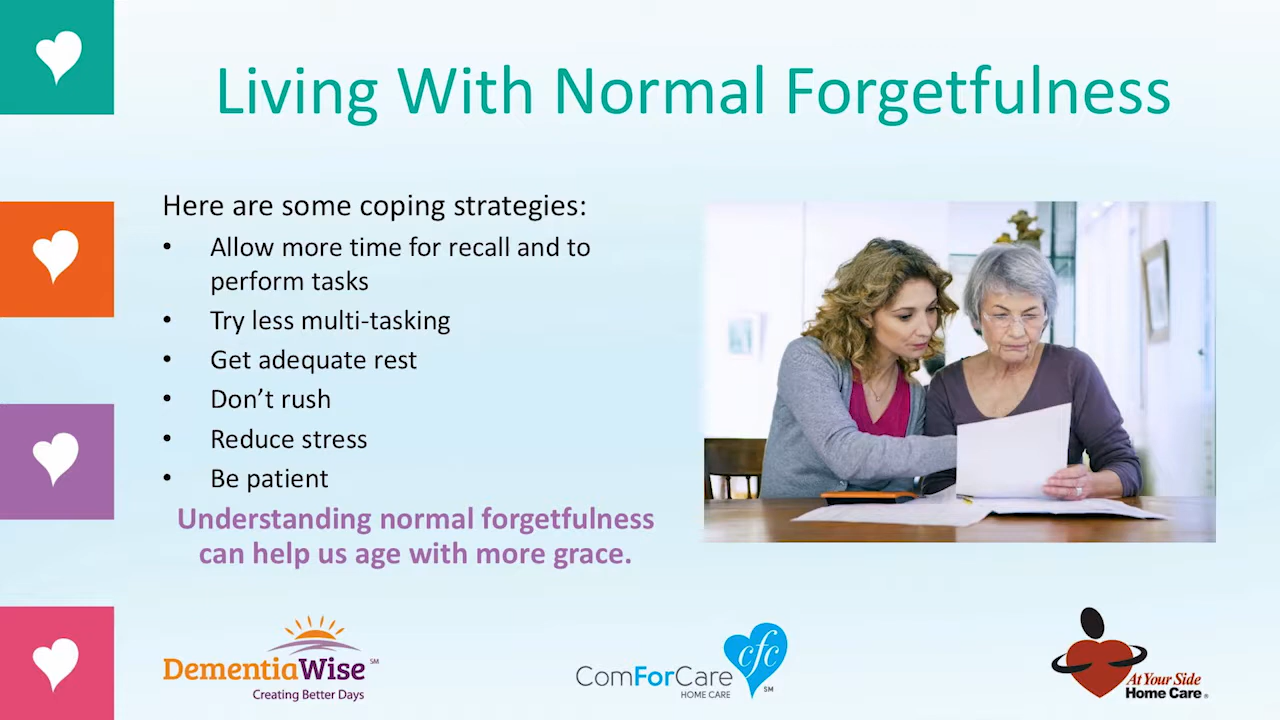 Living With Normal Forgetfulness
Here are some coping strategies:
• Allow more time for recall and to
perform tasks
• Try less multi-tasking
• Get adequate rest
• Don’t rush
• Reduce stress
• Be patient
Understanding normal forgetfulness
can help us age with more grace.
DementiaWise℠
Creating Better Days
ComForCare
HOME CARE
cfc℠
At Your Side
Home Care®